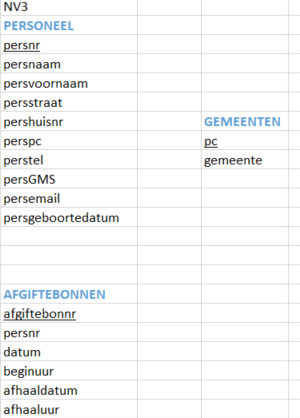 NV3
PERSONEEL
persnr
persnaam
persvoornaam
persstraat
pershuisnr
perspc
perstel
persGMS
persemail
persgeboortedatum
GEMEENTEN
pc
gemeente
AFGIFTEBONNEN
afgiftebonnr
persnr
datum
beginuur
afhaaldatum
afhaaluur